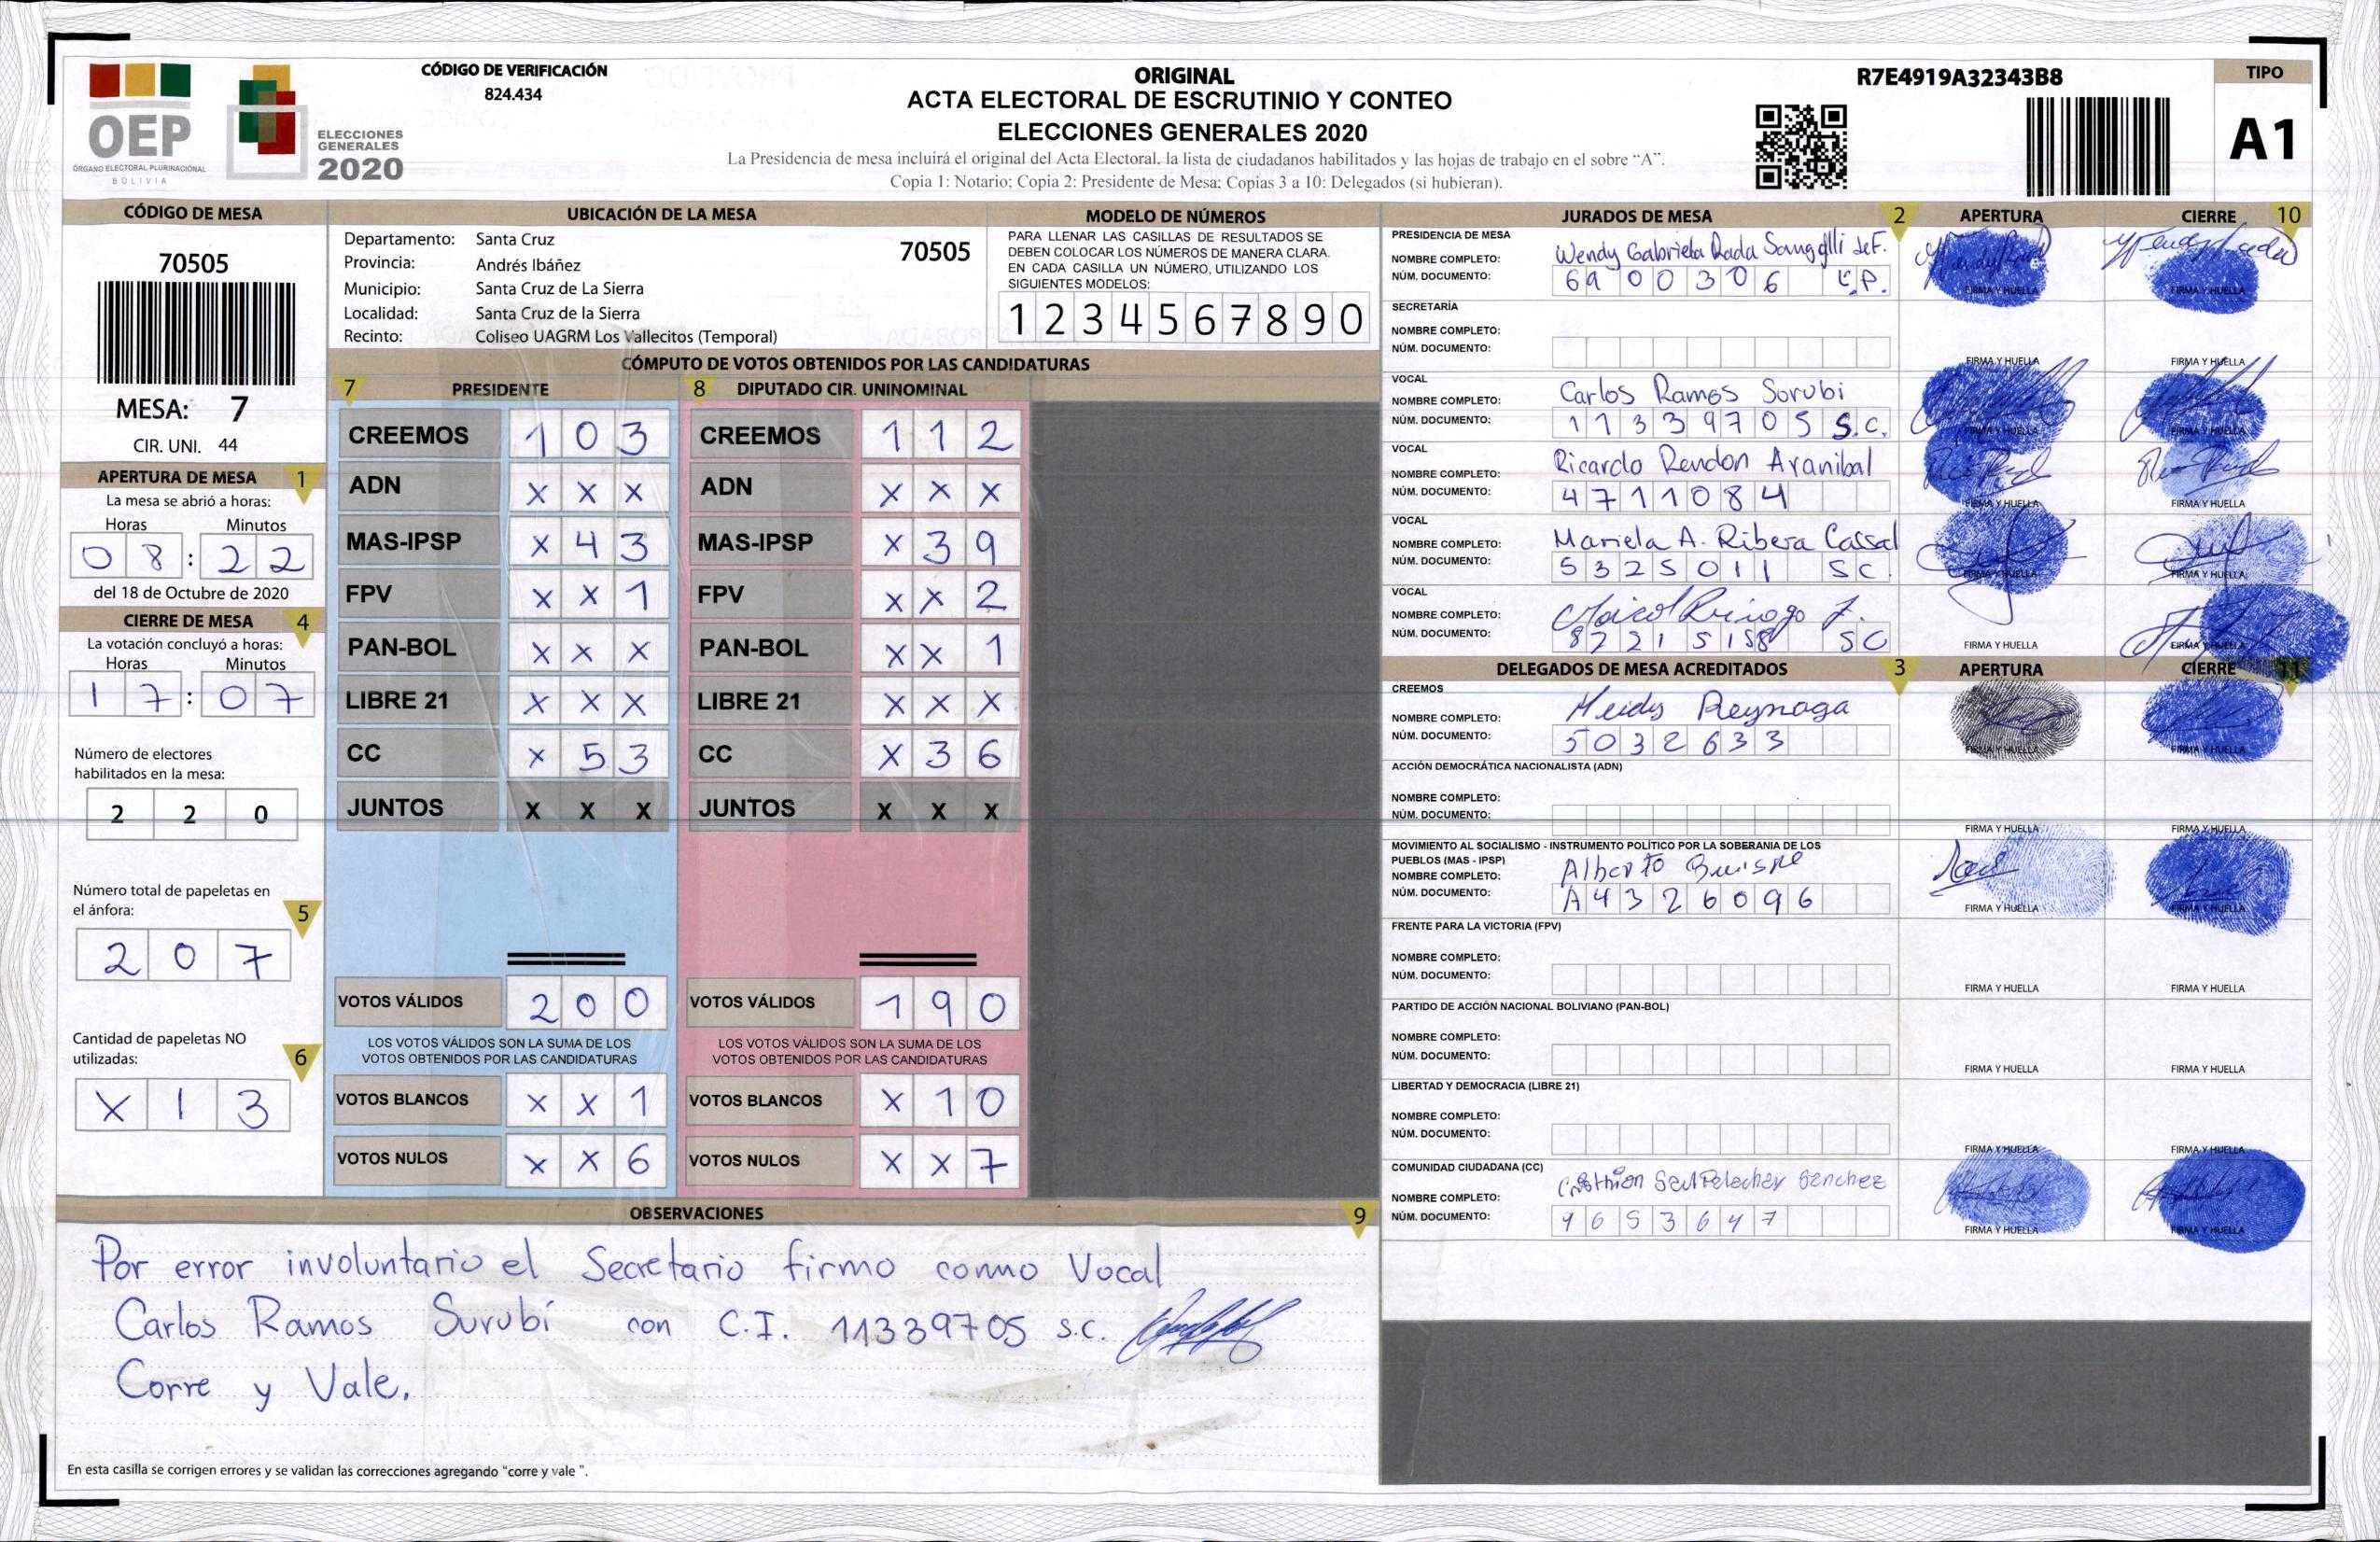 OEP
ÓRGANO ELECTORAL PLURINACIONAL
BOLIVIA
ELECCIONES
GENERALES
2020
CÓDIGO DE VERIFICACIÓN
824.434
ORIGINAL
ACTA ELECTORAL DE ESCRUTINIO Y CONTEO
ELECCIONES GENERALES 2020
La Presidencia de mesa incluirá el original del Acta Electoral, la lista de ciudadanos habilitados y las hojas de trabajo en el sobre "A".
Copia 1: Notario; Copia 2: Presidente de Mesa; Copias 3 a 10: Delegados (si hubieran).
R7E4919A32343B8
TIPO
A1
CÓDIGO DE MESA
70505
MESA: 7
CIR. UNI. 44
APERTURA DE MESA 1
La mesa se abrió a horas:
Horas Minutos
08:22
del 18 de Octubre de 2020
CIERRE DE MESA 4
La votación concluyó a horas:
Horas Minutos
17:07
Número de electores
habilitados en la mesa:
2 2 0
Número total de papeletas en
el ánfora: 5
2 0 7
Cantidad de papeletas NO
utilizadas: 6
X 1 3
UBICACIÓN DE LA MESA
Departamento: Santa Cruz 70505
Provincia: Andrés Ibáñez
Municipio: Santa Cruz de La Sierra
Localidad: Santa Cruz de la Sierra
Recinto: Coliseo UAGRM Los Vallecitos (Temporal)
MODELO DE NÚMEROS
PARA LLENAR LAS CASILLAS DE RESULTADOS SE
DEBEN COLOCAR LOS NÚMEROS DE MANERA CLARA.
EN CADA CASILLA UN NÚMERO, UTILIZANDO LOS
SIGUIENTES MODELOS:
1 2 3 4 5 6 7 8 9 0
CÓMPUTO DE VOTOS OBTENIDOS POR LAS CANDIDATURAS
7 PRESIDENTE 8 DIPUTADO CIR. UNINOMINAL
CREEMOS 1 0 3 CREEMOS 1 1 2
ADN X X X ADN X X X
MAS-IPSP X 4 3 MAS-IPSP X 3 9
FPV X X 1 FPV X X 2
PAN-BOL X X X PAN-BOL X X 1
LIBRE 21 X X X LIBRE 21 X X X
CC X 5 3 CC X 3 6
JUNTOS X X X JUNTOS X X X
VOTOS VÁLIDOS 2 0 0 VOTOS VÁLIDOS 1 9 0
LOS VOTOS VÁLIDOS SON LA SUMA DE LOS LOS VOTOS VÁLIDOS SON LA SUMA DE LOS
VOTOS OBTENIDOS POR LAS CANDIDATURAS VOTOS OBTENIDOS POR LAS CANDIDATURAS
VOTOS BLANCOS X X 1 VOTOS BLANCOS X 1 0
VOTOS NULOS X X 6 VOTOS NULOS X X 7
OBSERVACIONES 9
Por error involuntario el Secretario firmo como Vocal
Carlos Ramos Surubí con C.I. 11339705 s.c.
Corre y Vale.
En esta casilla se corrigen errores y se validan las correcciones agregando "corre y vale ".
JURADOS DE MESA 2 APERTURA CIERRE 10
PRESIDENCIA DE MESA
NOMBRE COMPLETO: Wendy Gabriela Rada
NÚM. DOCUMENTO: 6900306 L.P.
FIRMA Y HUELLA FIRMA Y HUELLA
SECRETARÍA
NOMBRE COMPLETO:
NÚM. DOCUMENTO:
FIRMA Y HUELLA FIRMA Y HUELLA
VOCAL
NOMBRE COMPLETO: Carlos Ramos Surubi
NÚM. DOCUMENTO: 11339705 S.C.
FIRMA Y HUELLA FIRMA Y HUELLA
VOCAL
NOMBRE COMPLETO: Ricardo Rendon Aranibal
NÚM. DOCUMENTO: 4711084
FIRMA Y HUELLA FIRMA Y HUELLA
VOCAL
NOMBRE COMPLETO: Mariela A. Ribera Cassal
NÚM. DOCUMENTO: 5325011 SC.
FIRMA Y HUELLA FIRMA Y HUELLA
VOCAL
NOMBRE COMPLETO:
NÚM. DOCUMENTO: SC
FIRMA Y HUELLA FIRMA Y HUELLA
DELEGADOS DE MESA ACREDITADOS 3 APERTURA CIERRE 11
CREEMOS
NOMBRE COMPLETO: Heidy Reynaga
NÚM. DOCUMENTO: 5032633
FIRMA Y HUELLA FIRMA Y HUELLA
ACCIÓN DEMOCRÁTICA NACIONALISTA (ADN)
NOMBRE COMPLETO:
NÚM. DOCUMENTO:
FIRMA Y HUELLA FIRMA Y HUELLA
MOVIMIENTO AL SOCIALISMO - INSTRUMENTO POLÍTICO POR LA SOBERANIA DE LOS
PUEBLOS (MAS - IPSP)
NOMBRE COMPLETO: Alberto Quispe
NÚM. DOCUMENTO: A4326096
FIRMA Y HUELLA FIRMA Y HUELLA
FRENTE PARA LA VICTORIA (FPV)
NOMBRE COMPLETO:
NÚM. DOCUMENTO:
FIRMA Y HUELLA FIRMA Y HUELLA
PARTIDO DE ACCIÓN NACIONAL BOLIVIANO (PAN-BOL)
NOMBRE COMPLETO:
NÚM. DOCUMENTO:
FIRMA Y HUELLA FIRMA Y HUELLA
LIBERTAD Y DEMOCRACIA (LIBRE 21)
NOMBRE COMPLETO:
NÚM. DOCUMENTO:
FIRMA Y HUELLA FIRMA Y HUELLA
COMUNIDAD CIUDADANA (CC)
NOMBRE COMPLETO: Sanchez
NÚM. DOCUMENTO: 9653647
FIRMA Y HUELLA FIRMA Y HUELLA